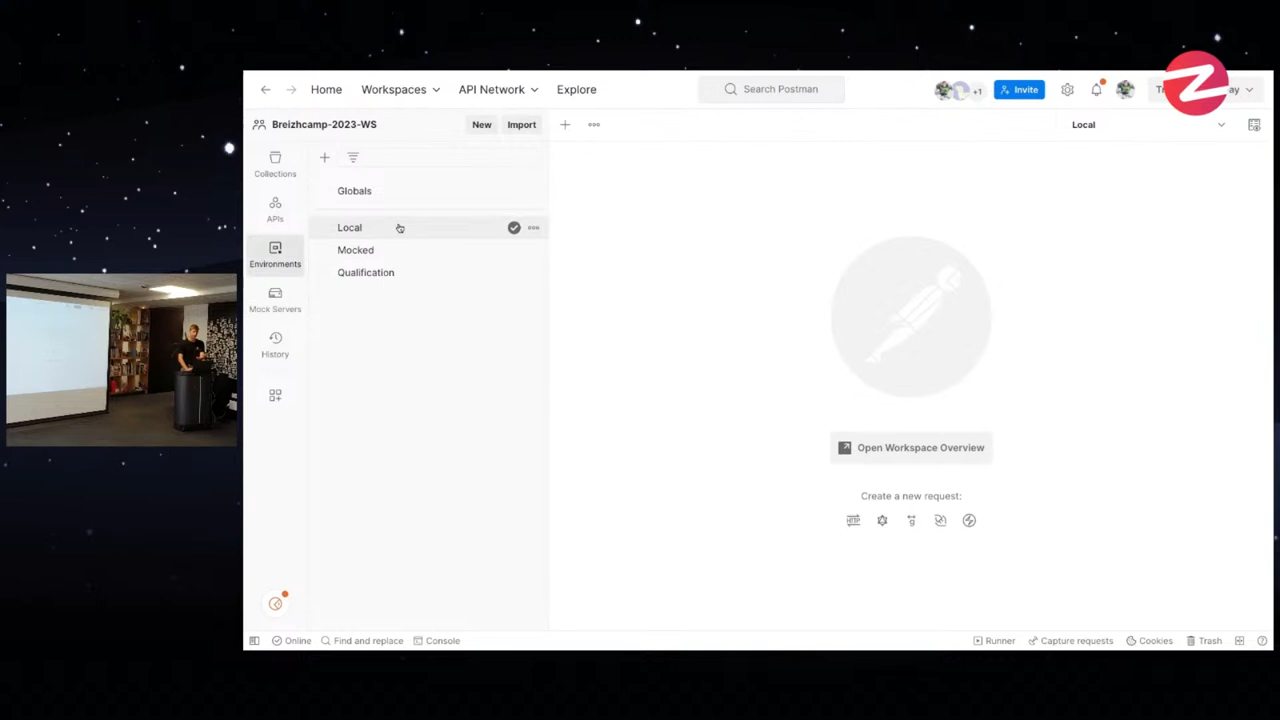 Home
Workspaces
API Network
Explore
Search Postman
+1
Invite
Breizhcamp-2023-WS
New
Import
Local
Collections
APIs
Environments
Mock Servers
History
Globals
Local
Mocked
Qualification
Open Workspace Overview
Create a new request:
HTTP
Online
Find and replace
Console
Runner
Capture requests
Cookies
Trash